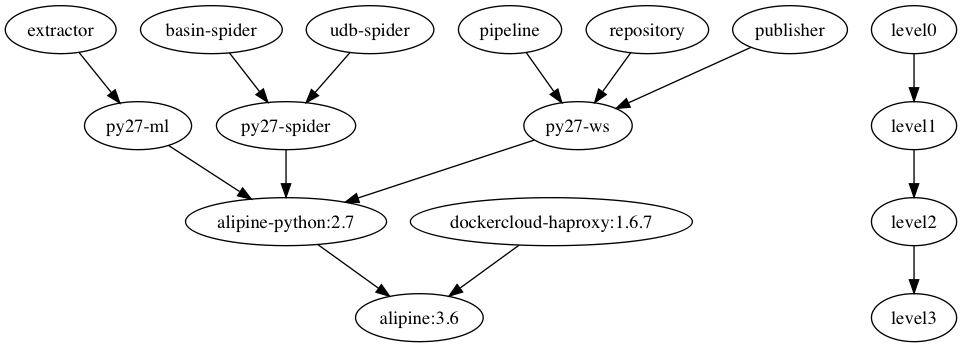 extractor
basin-spider
udb-spider
pipeline
repository
publisher
level0
py27-ml
py27-spider
py27-ws
level1
alipine-python:2.7
dockercloud-haproxy:1.6.7
level2
alipine:3.6
level3